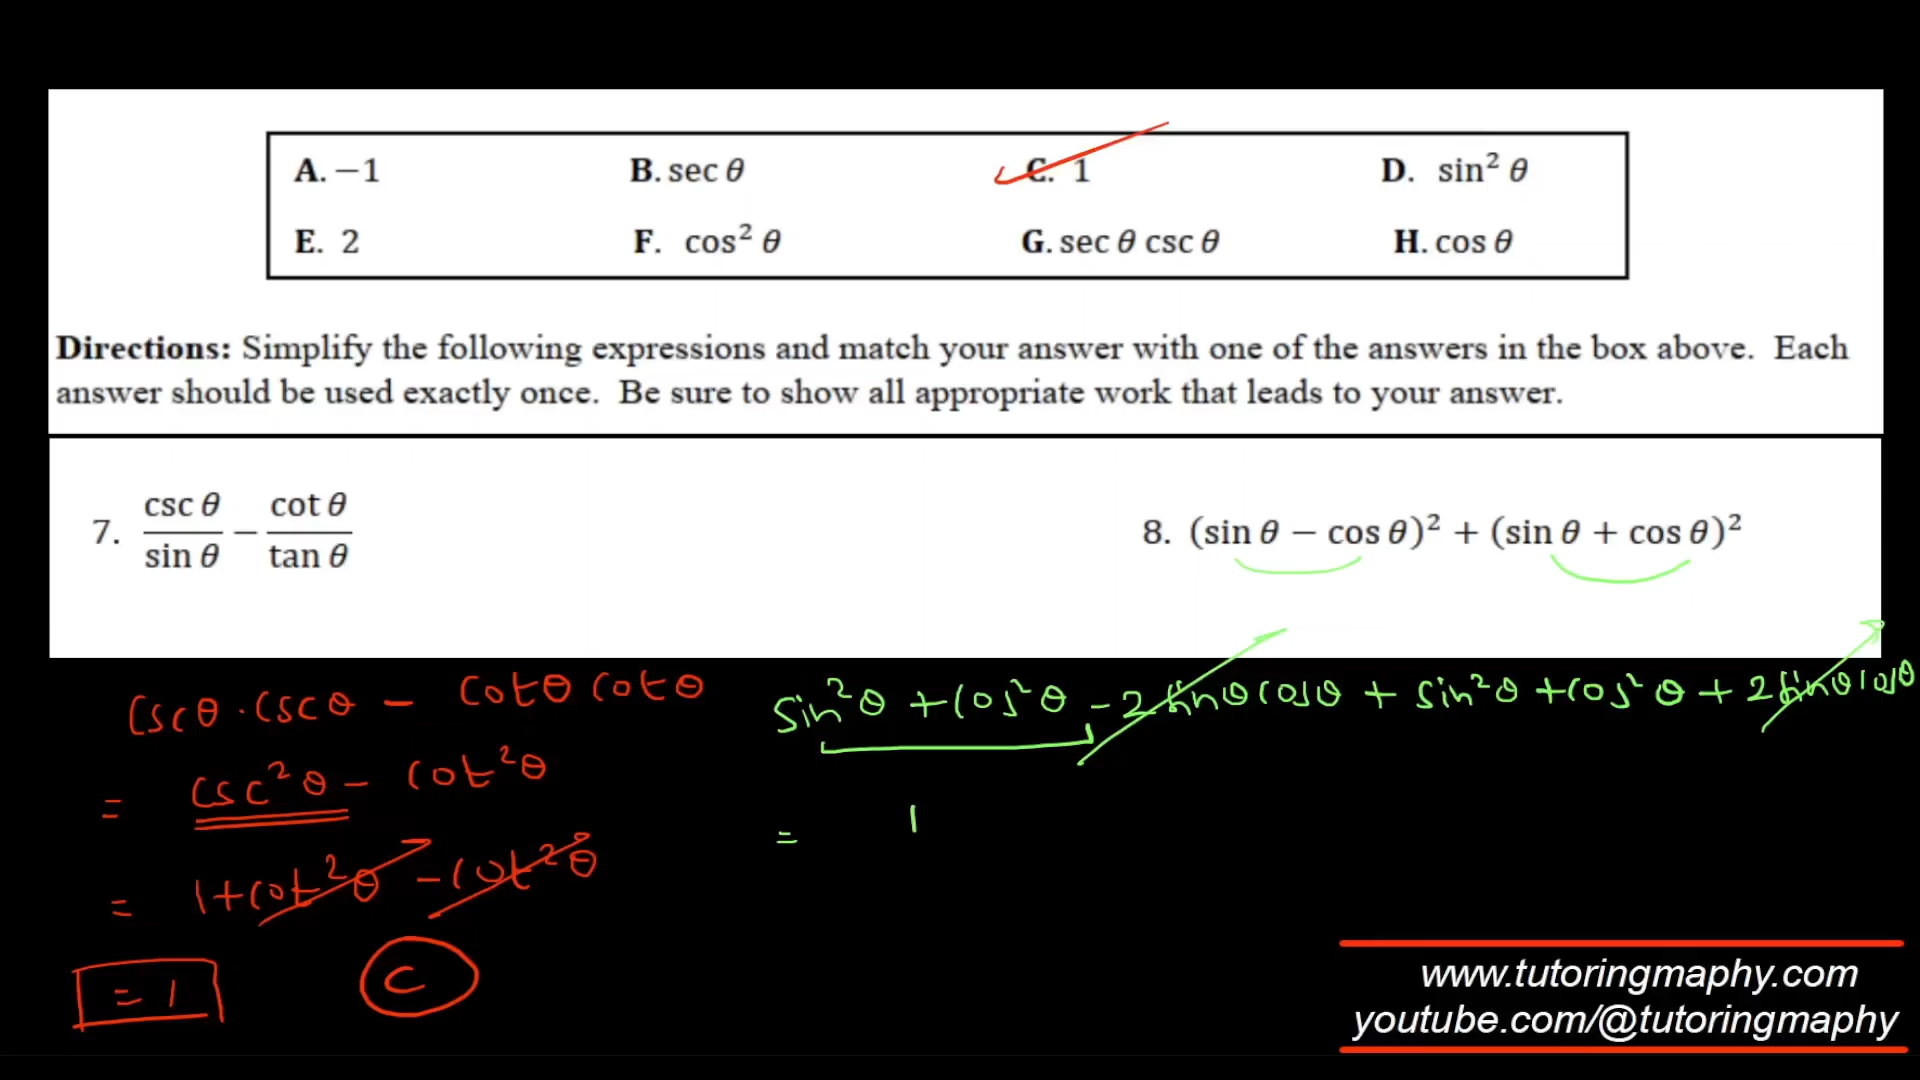 A. −1 B. sec θ C. 1 D. sin² θ
E. 2 F. cos² θ G. sec θ csc θ H. cos θ
Directions: Simplify the following expressions and match your answer with one of the answers in the box above. Each
answer should be used exactly once. Be sure to show all appropriate work that leads to your answer.
7. csc θ / sin θ − cot θ / tan θ
8. (sin θ − cos θ)² + (sin θ + cos θ)²
cscθ · cscθ − cotθ cotθ
= csc²θ − cot²θ
= 1+cot²θ − cot²θ
= 1
C
sin²θ + cos²θ − 2sinθcosθ + sin²θ + cos²θ + 2sinθcosθ
= 1
www.tutoringmaphy.com
youtube.com/@tutoringmaphy